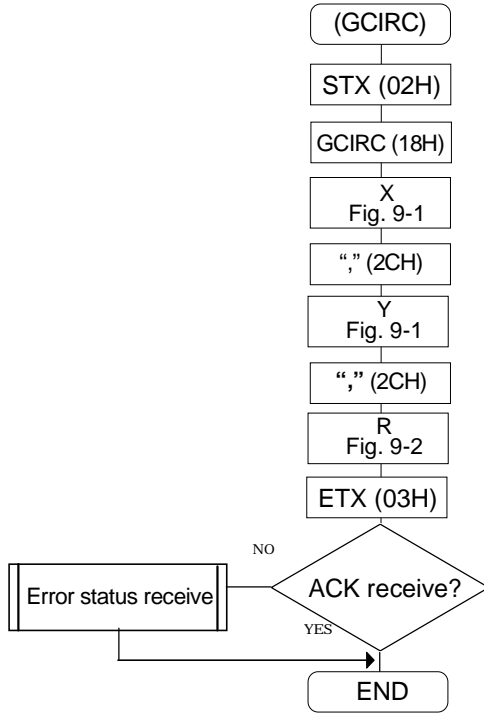 (GCIRC)
STX (02H)
GCIRC (18H)
X
Fig. 9-1
“,” (2CH)
Y
Fig. 9-1
“,” (2CH)
R
Fig. 9-2
ETX (03H)
NO
ACK receive?
Error status receive
YES
END